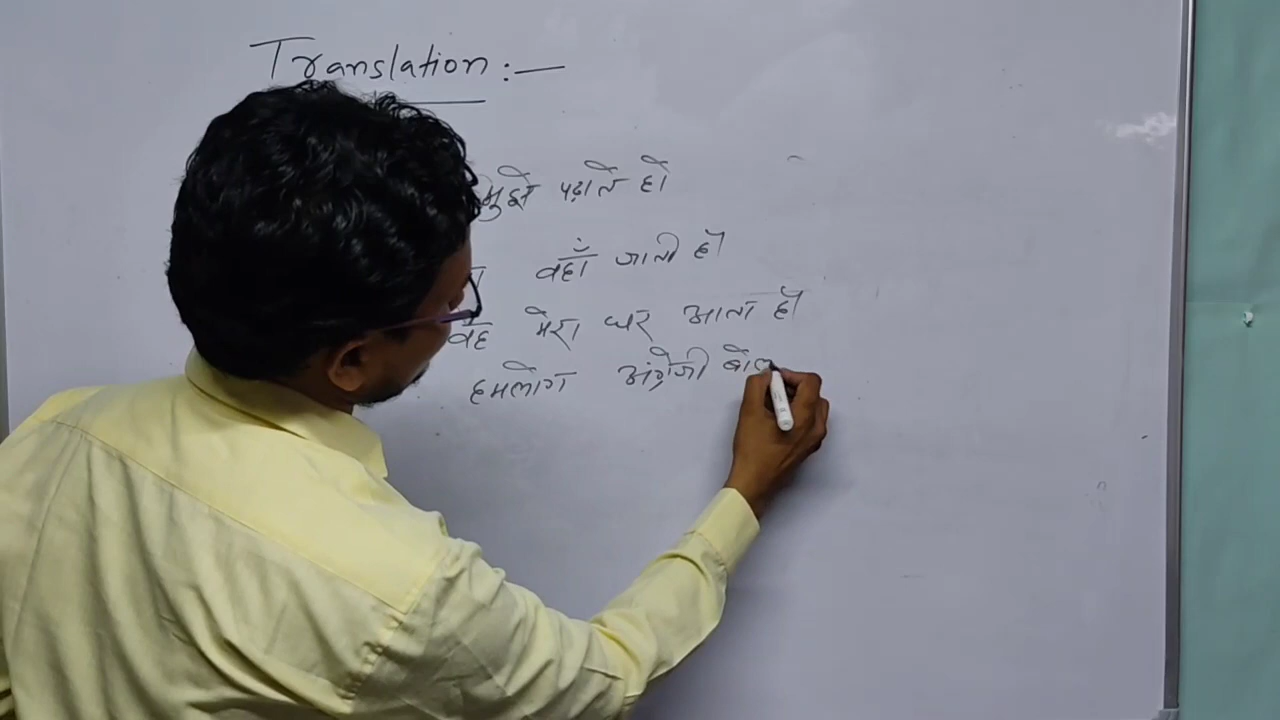 Translation :—
मुझे पढ़ाते हो
वहाँ जाती हो
वह मेरा घर आता हो
हमलोग अंग्रेजी बोल